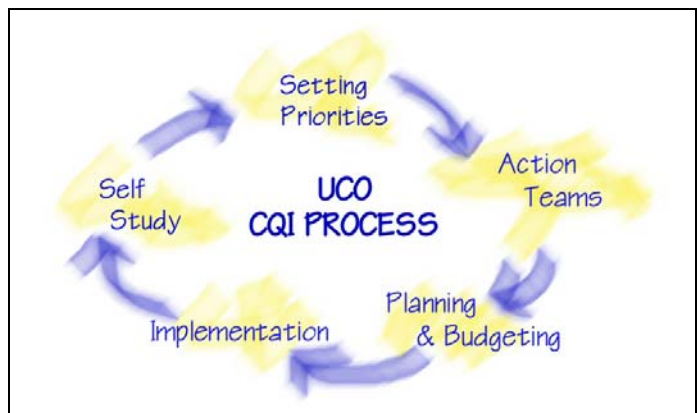 Setting
Priorities
Action
Teams
Planning
& Budgeting
Implementation
Self
Study
UCO
CQI PROCESS